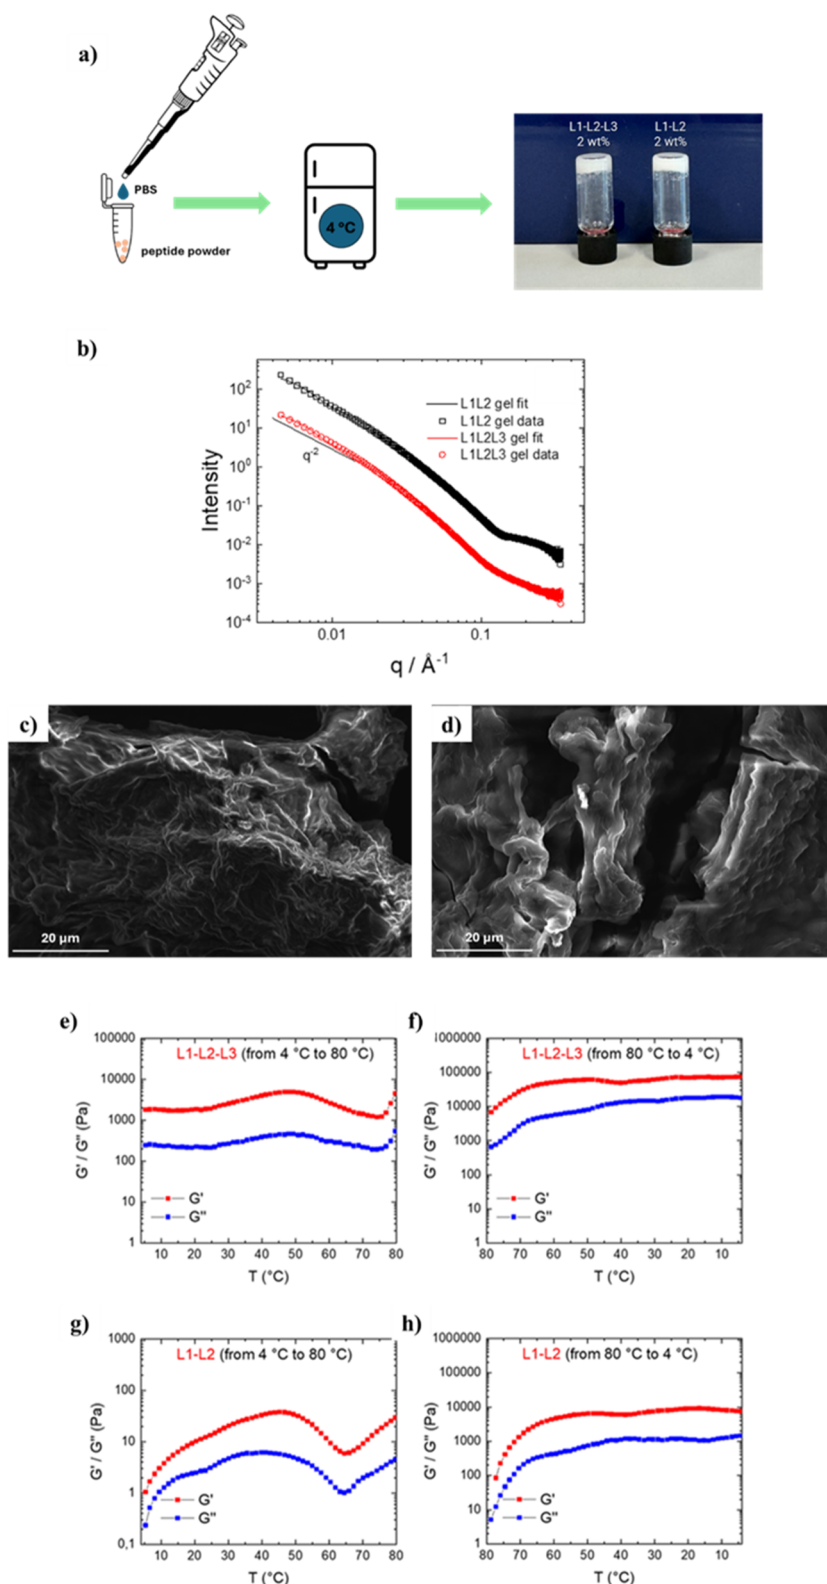 a)
L1-L2-L3
2 wt%
L1-L2
2 wt%
PBS
4 °C
peptide powder
b)
10²
10¹
10⁰
10⁻¹
10⁻²
10⁻³
10⁻⁴
Intensity
L1L2 gel fit
L1L2 gel data
L1L2L3 gel fit
L1L2L3 gel data
q⁻²
0.01
0.1
q / Å⁻¹
c)
20 µm
d)
20 µm
e)
L1-L2-L3 (from 4 °C to 80 °C)
100000
10000
1000
100
10
1
G' / G" (Pa)
G'
G"
10 20 30 40 50 60 70 80
T (°C)
f)
L1-L2-L3 (from 80 °C to 4 °C)
1000000
100000
10000
1000
100
10
1
G' / G" (Pa)
G'
G"
80 70 60 50 40 30 20 10
T (°C)
g)
L1-L2 (from 4 °C to 80 °C)
1000
100
10
1
0,1
G' / G" (Pa)
G'
G"
10 20 30 40 50 60 70 80
T (°C)
h)
L1-L2 (from 80 °C to 4 °C)
1000000
100000
10000
1000
100
10
1
G' / G" (Pa)
G'
G"
80 70 60 50 40 30 20 10
T (°C)